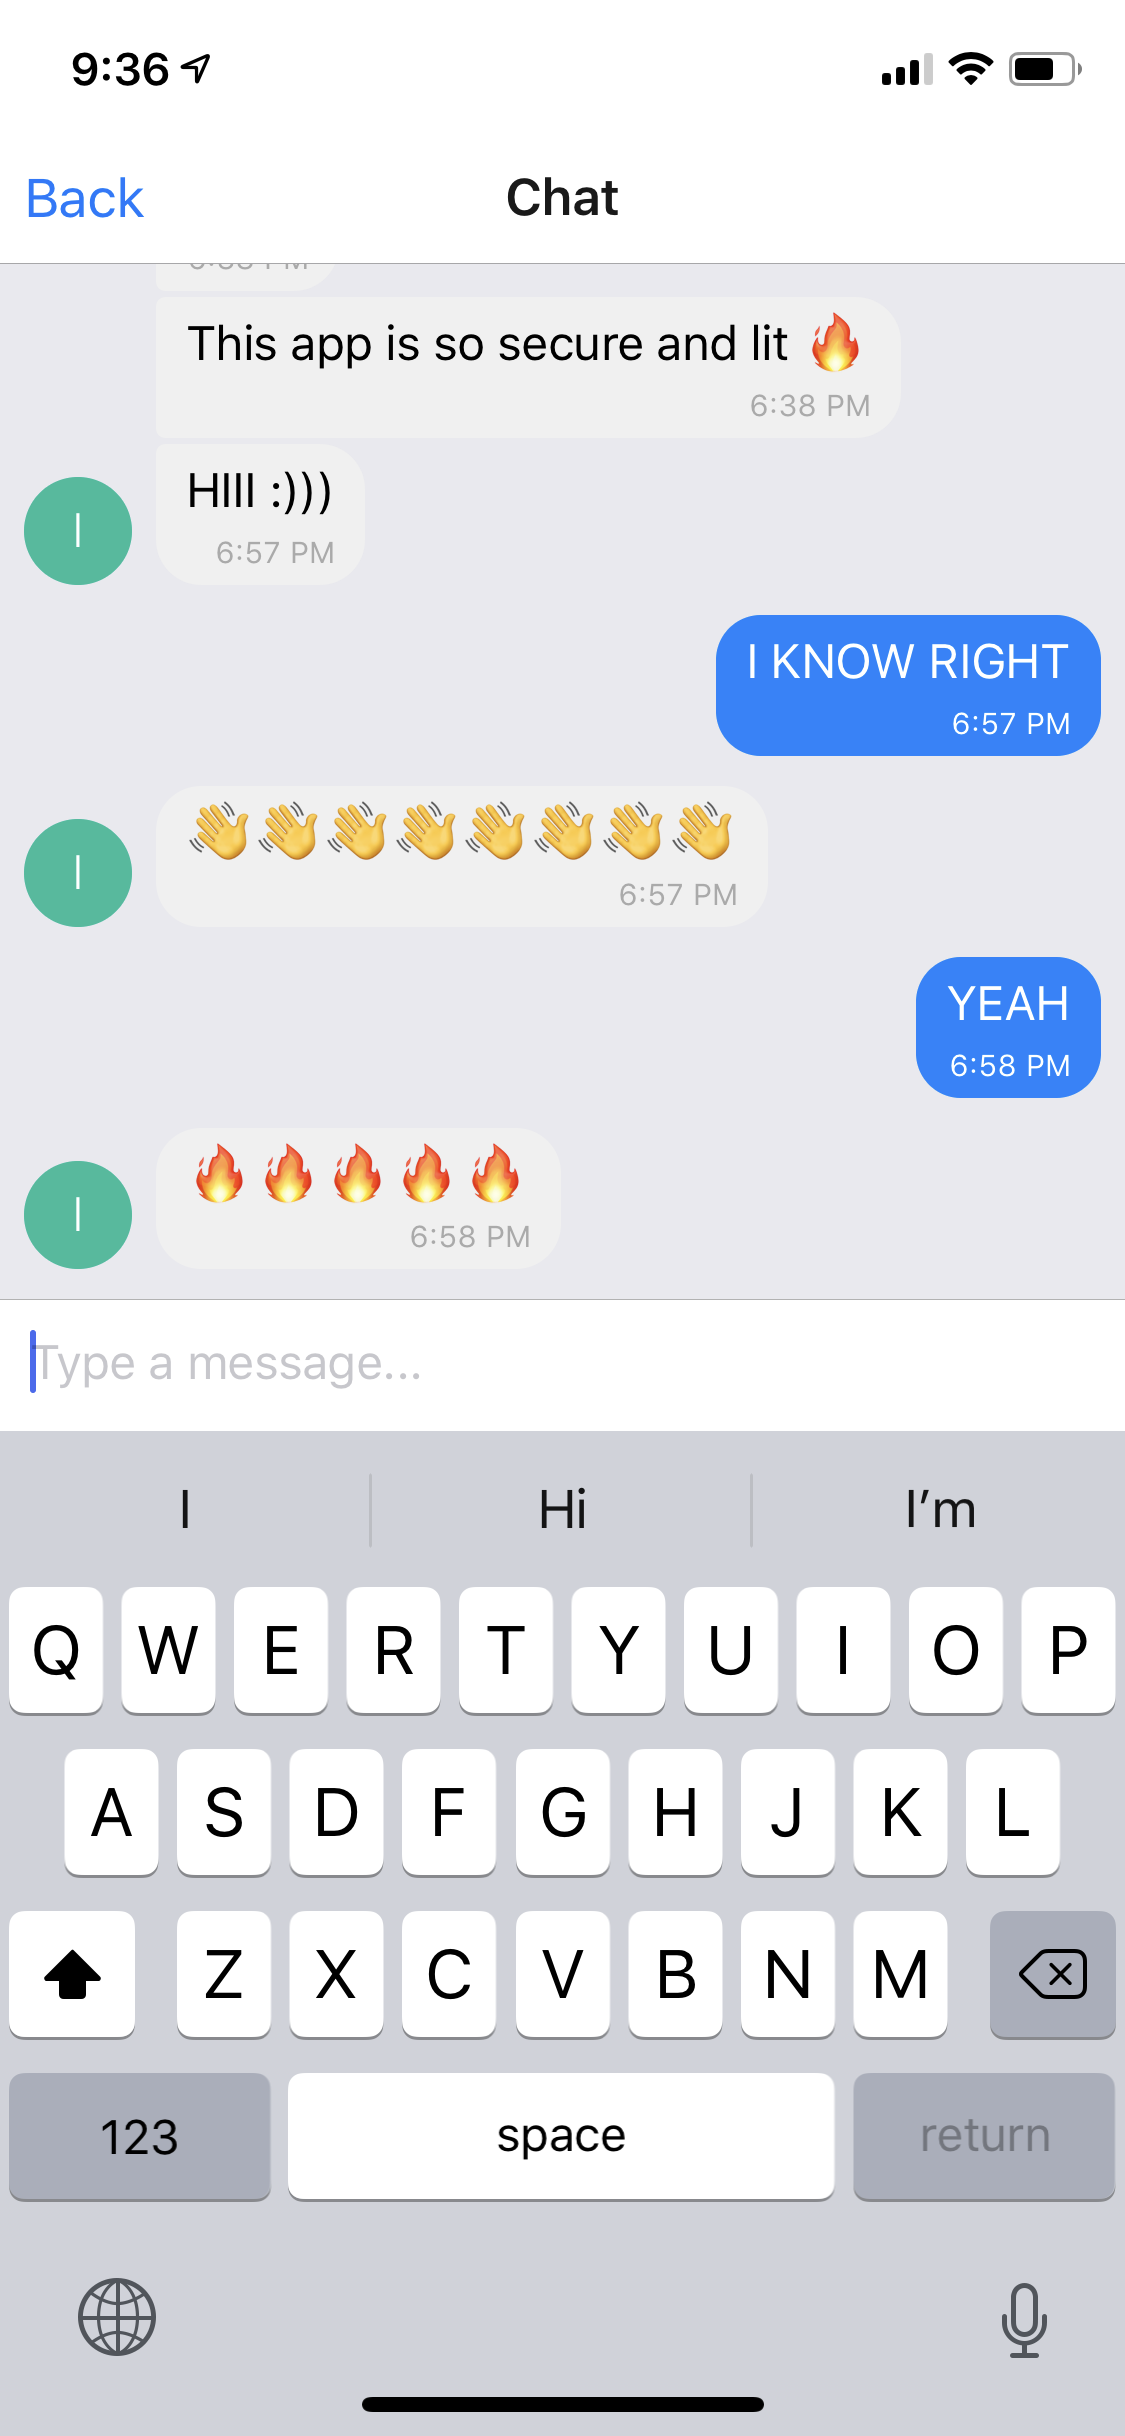 9:36
Back
Chat
This app is so secure and lit 🔥
6:38 PM
HIII :)))
6:57 PM
I
I KNOW RIGHT
6:57 PM
👋👋👋👋👋👋👋👋
6:57 PM
I
YEAH
6:58 PM
🔥🔥🔥🔥🔥
6:58 PM
I
Type a message...
I Hi I’m
Q W E R T Y U I O P
A S D F G H J K L
Z X C V B N M
123 space return